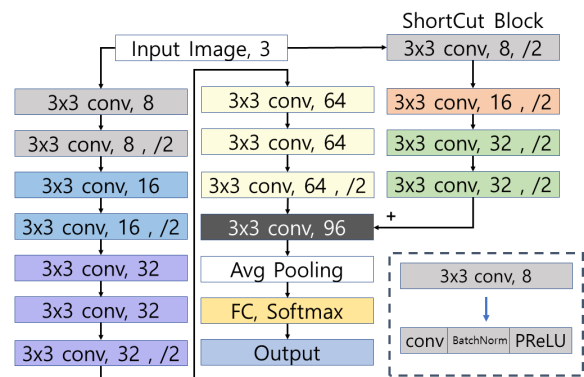 ShortCut Block
Input Image, 3
3x3 conv, 8, /2
3x3 conv, 8
3x3 conv, 8 , /2
3x3 conv, 16
3x3 conv, 16 , /2
3x3 conv, 32
3x3 conv, 32
3x3 conv, 32 , /2
3x3 conv, 64
3x3 conv, 64
3x3 conv, 64 , /2
3x3 conv, 96
Avg Pooling
FC, Softmax
Output
3x3 conv, 16 , /2
3x3 conv, 32 , /2
3x3 conv, 32 , /2
+
3x3 conv, 8
conv BatchNorm PReLU